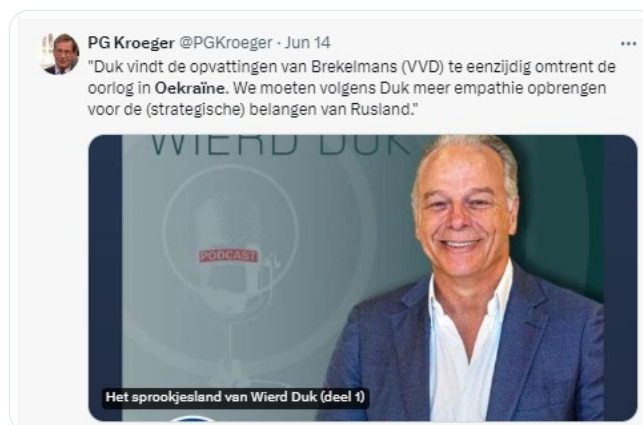 PG Kroeger @PGKroeger · Jun 14
"Duk vindt de opvattingen van Brekelmans (VVD) te eenzijdig omtrent de
oorlog in Oekraïne. We moeten volgens Duk meer empathie opbrengen
voor de (strategische) belangen van Rusland."
WIERD DUK
PODCAST
Het sprookjesland van Wierd Duk (deel 1)